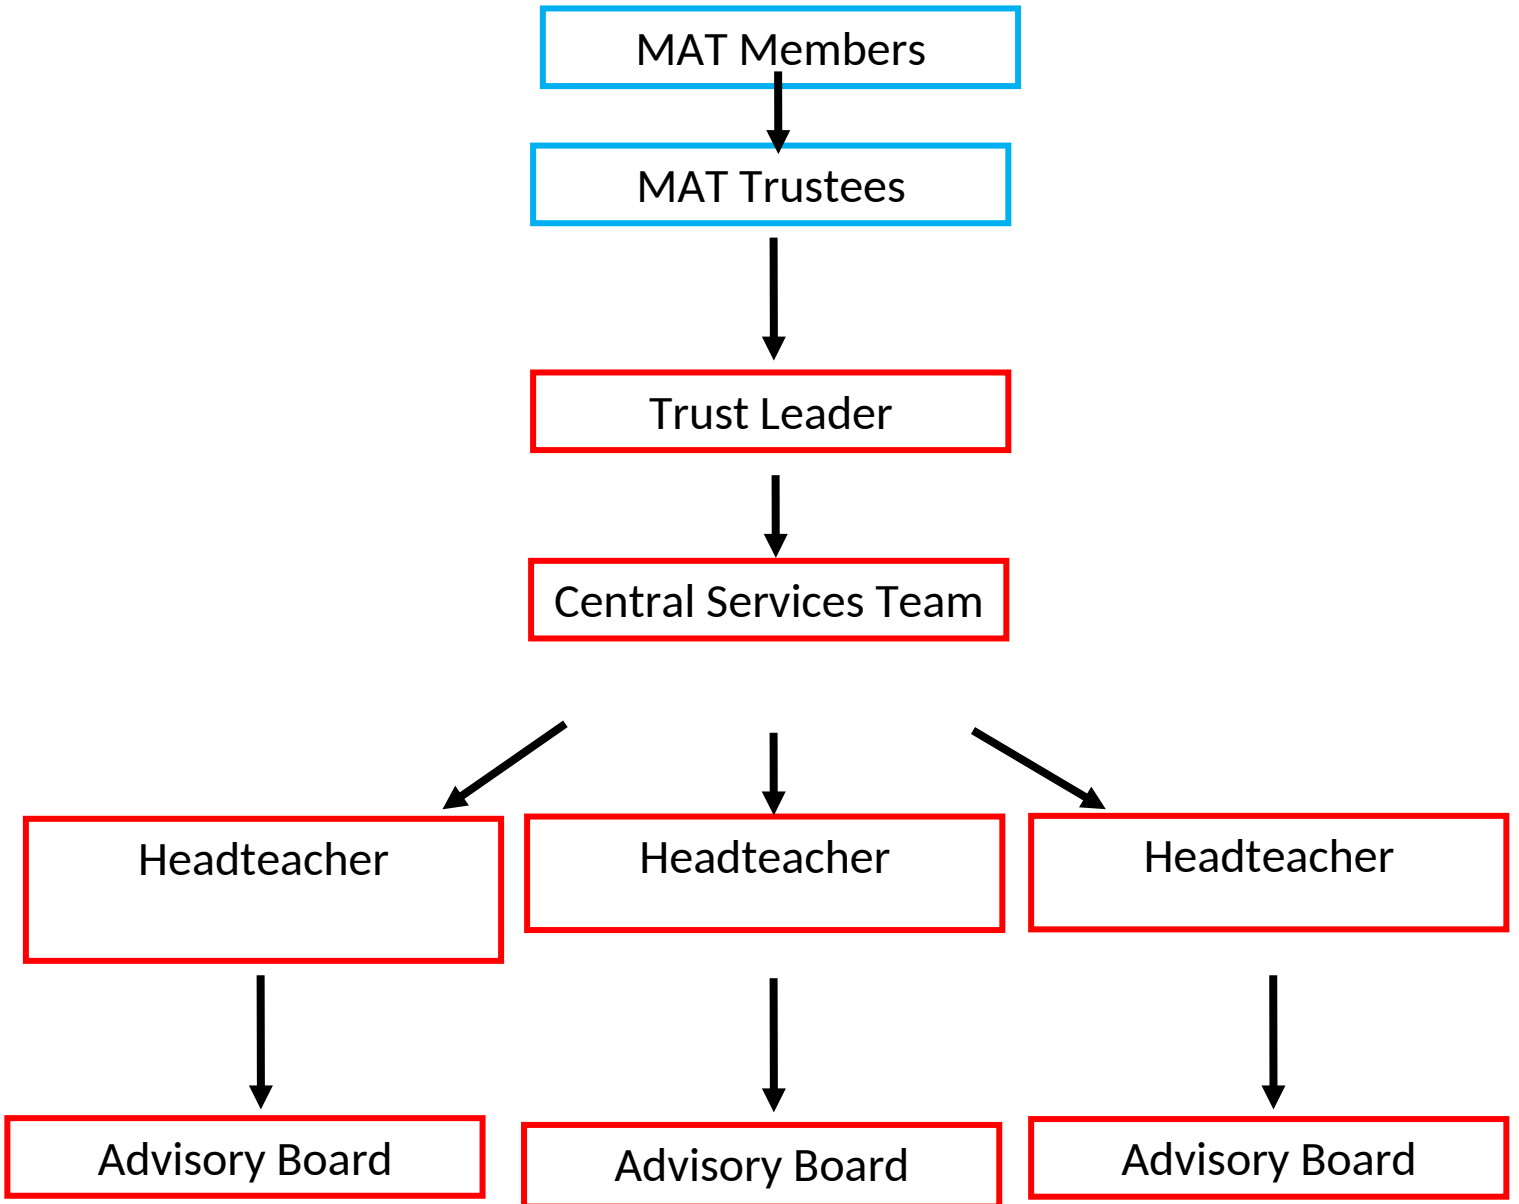 MAT Members
MAT Trustees
Trust Leader
Central Services Team
Headteacher
Headteacher
Headteacher
Advisory Board
Advisory Board
Advisory Board